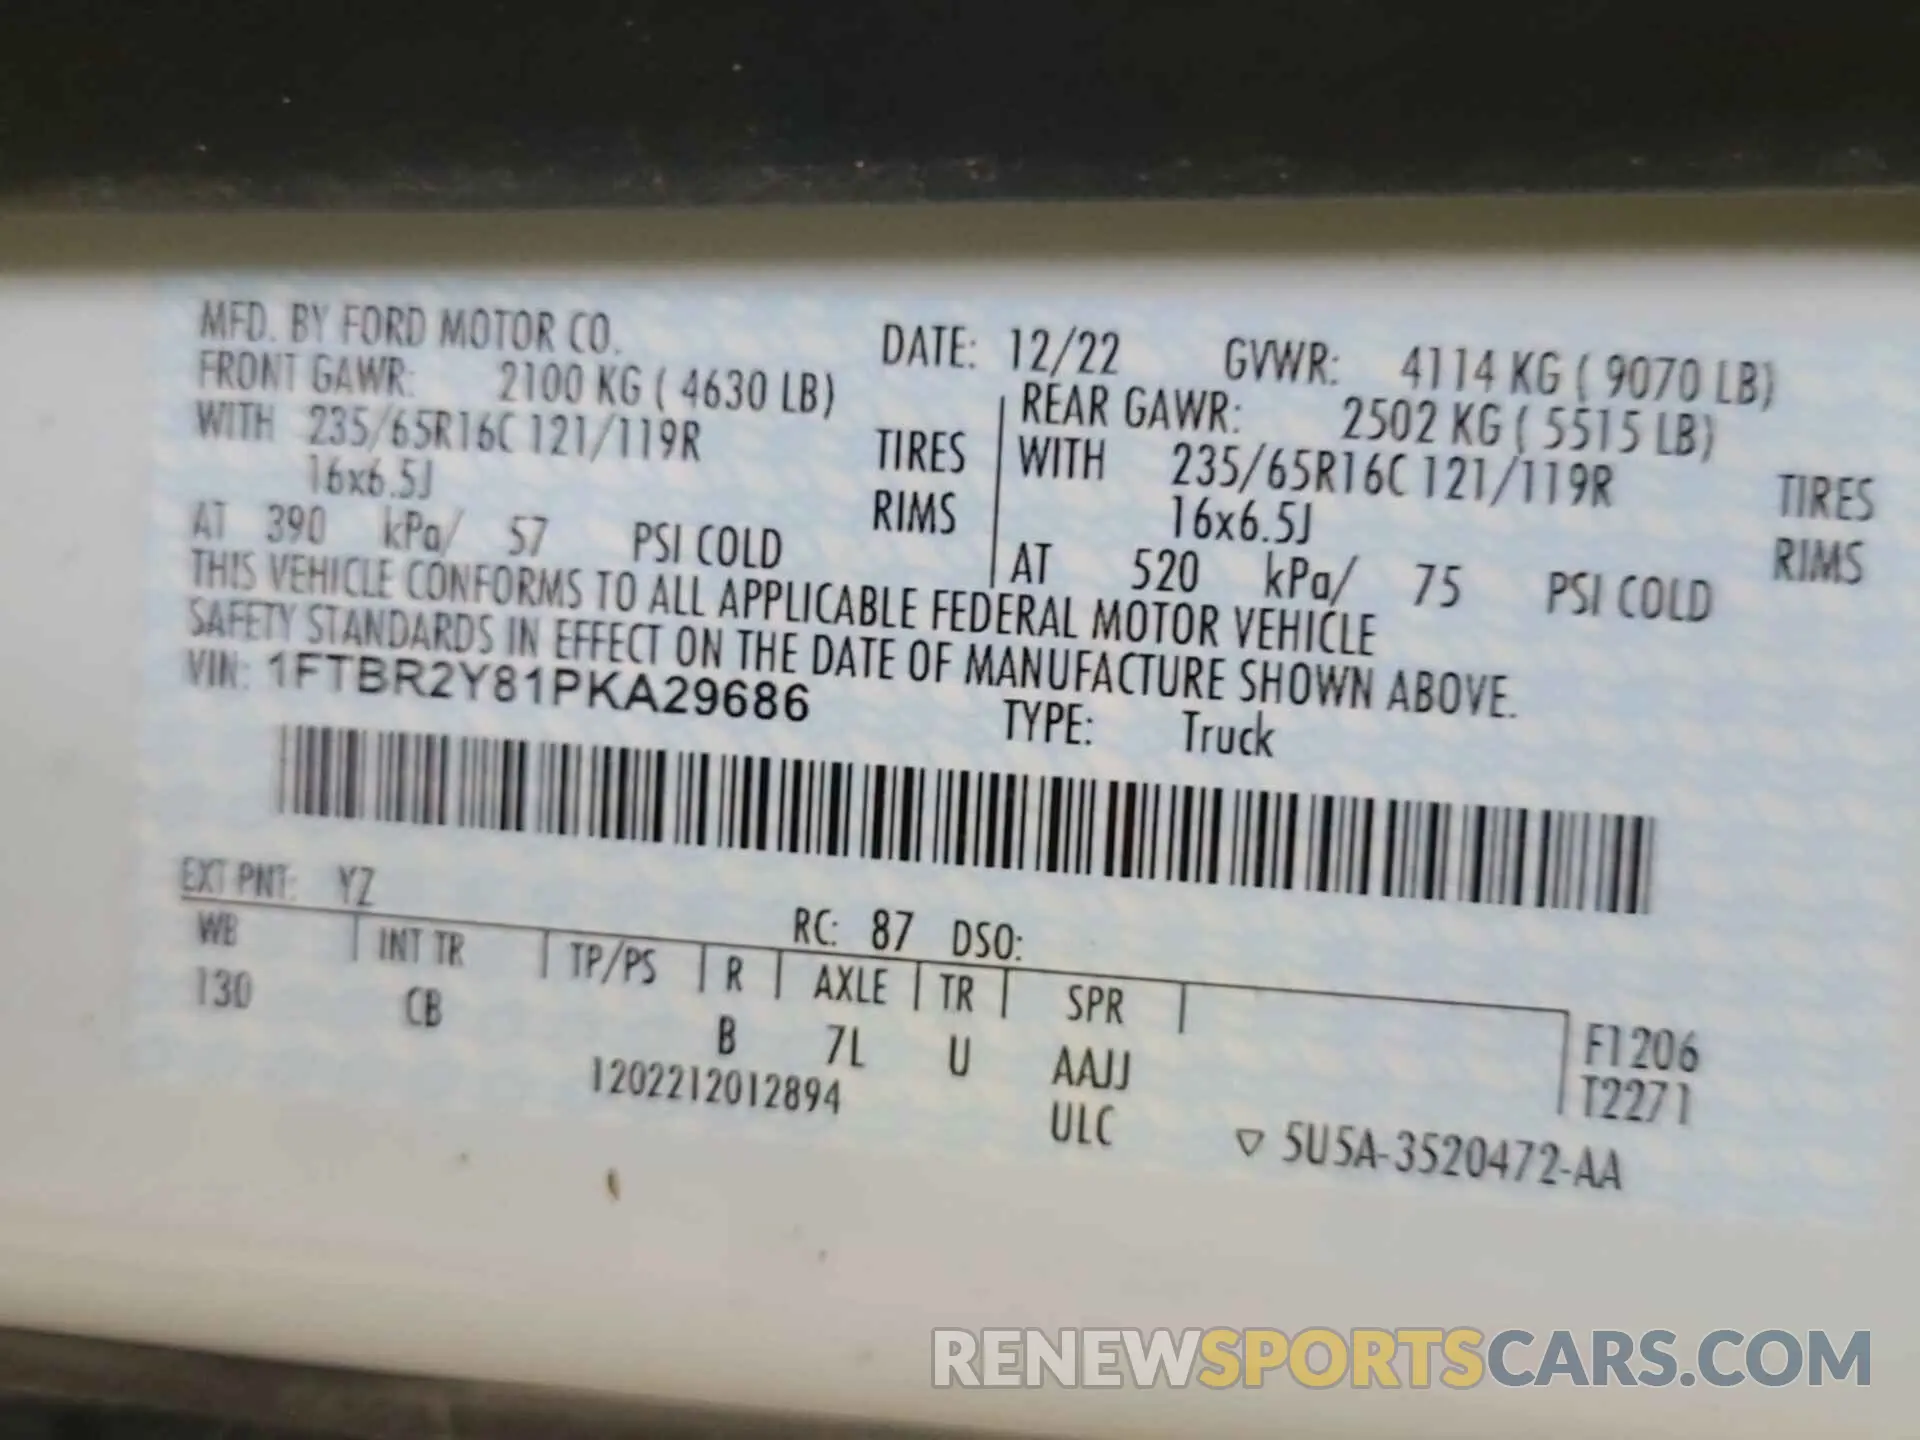 MFD. BY FORD MOTOR CO. DATE: 12/22 GVWR: 4114 KG ( 9070 LB)
FRONT GAWR: 2100 KG ( 4630 LB) REAR GAWR: 2502 KG ( 5515 LB)
WITH 235/65R16C 121/119R TIRES WITH 235/65R16C 121/119R TIRES
16x6.5J RIMS 16x6.5J RIMS
AT 390 kPa/ 57 PSI COLD AT 520 kPa/ 75 PSI COLD
THIS VEHICLE CONFORMS TO ALL APPLICABLE FEDERAL MOTOR VEHICLE
SAFETY STANDARDS IN EFFECT ON THE DATE OF MANUFACTURE SHOWN ABOVE.
VIN: 1FTBR2Y81PKA29686 TYPE: Truck
EXT PNT: YZ RC: 87 DSO:
WB INT TR TP/PS R AXLE TR SPR
130 CB B 7L U AAJJ F1206
1202212012894 ULC T2271
▽ 5U5A-3520472-AA
RENEWSPORTSCARS.COM